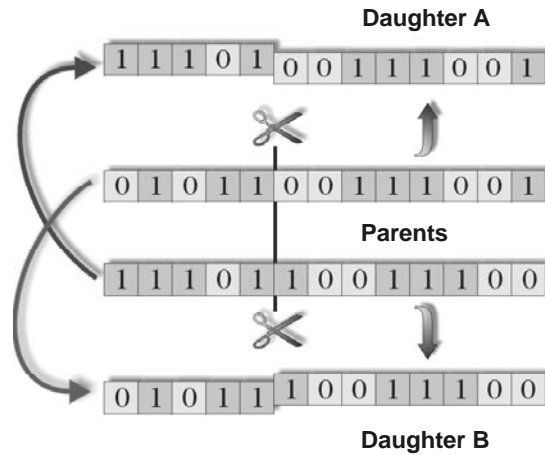 Daughter A
1 1 1 0 1 0 0 1 1 1 0 0 1
0 1 0 1 1 0 0 1 1 1 0 0 1
Parents
1 1 1 0 1 1 0 0 1 1 1 0 0
0 1 0 1 1 1 0 0 1 1 1 0 0
Daughter B